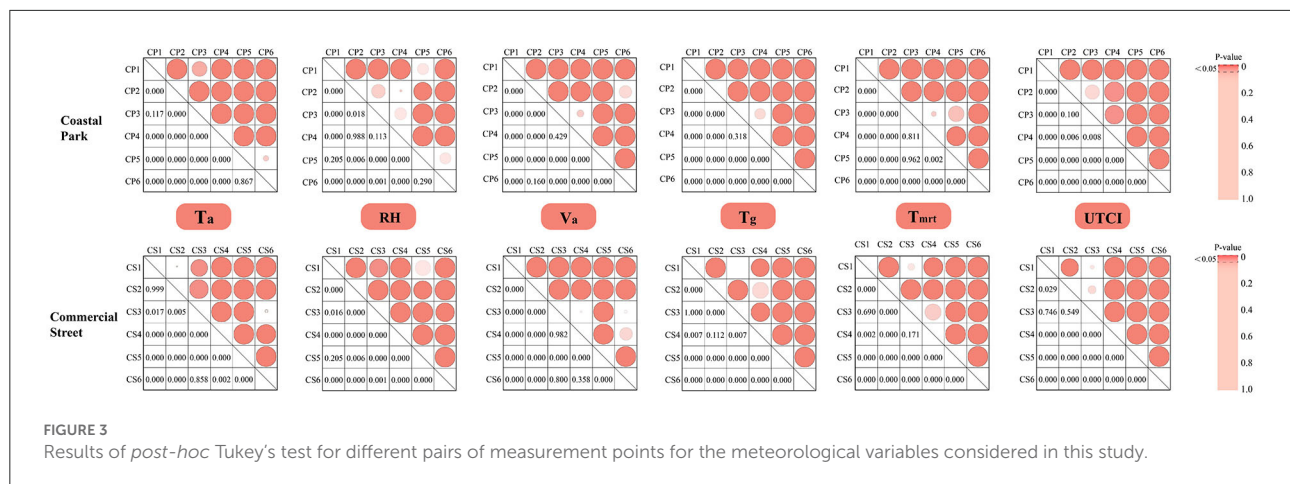 CP1 CP2 CP3 CP4 CP5 CP6
CP1
CP2 0.000
CP3 0.117 0.000
CP4 0.000 0.000 0.000
CP5 0.000 0.000 0.000 0.000
CP6 0.000 0.000 0.000 0.000 0.867
CP1 CP2 CP3 CP4 CP5 CP6
CP1
CP2 0.000
CP3 0.000 0.018
CP4 0.000 0.988 0.113
CP5 0.205 0.006 0.000 0.000
CP6 0.000 0.000 0.001 0.000 0.290
CP1 CP2 CP3 CP4 CP5 CP6
CP1
CP2 0.000
CP3 0.000 0.000
CP4 0.000 0.000 0.429
CP5 0.000 0.000 0.000 0.000
CP6 0.000 0.160 0.000 0.000 0.000
CP1 CP2 CP3 CP4 CP5 CP6
CP1
CP2 0.000
CP3 0.000 0.000
CP4 0.000 0.000 0.318
CP5 0.000 0.000 0.000 0.000
CP6 0.000 0.000 0.000 0.000 0.000
CP1 CP2 CP3 CP4 CP5 CP6
CP1
CP2 0.000
CP3 0.000 0.000
CP4 0.000 0.000 0.811
CP5 0.000 0.000 0.962 0.002
CP6 0.000 0.000 0.000 0.000 0.000
CP1 CP2 CP3 CP4 CP5 CP6
CP1
CP2 0.000
CP3 0.000 0.100
CP4 0.000 0.006 0.008
CP5 0.000 0.000 0.000 0.000
CP6 0.000 0.000 0.000 0.000 0.000
Coastal
Park
P-value
<0.05
0
0.2
0.4
0.6
0.8
1.0
Ta RH Va Tg Tmrt UTCI
CS1 CS2 CS3 CS4 CS5 CS6
CS1
CS2 0.999
CS3 0.017 0.005
CS4 0.000 0.000 0.000
CS5 0.000 0.000 0.000 0.000
CS6 0.000 0.000 0.858 0.002 0.000
CS1 CS2 CS3 CS4 CS5 CS6
CS1
CS2 0.000
CS3 0.016 0.000
CS4 0.000 0.000 0.000
CS5 0.205 0.006 0.000 0.000
CS6 0.000 0.000 0.001 0.000 0.000
CS1 CS2 CS3 CS4 CS5 CS6
CS1
CS2 0.000
CS3 0.000 0.000
CS4 0.000 0.000 0.982
CS5 0.000 0.000 0.000 0.000
CS6 0.000 0.000 0.800 0.358 0.000
CS1 CS2 CS3 CS4 CS5 CS6
CS1
CS2 0.000
CS3 1.000 0.000
CS4 0.007 0.112 0.007
CS5 0.000 0.000 0.000 0.000
CS6 0.000 0.000 0.000 0.000 0.000
CS1 CS2 CS3 CS4 CS5 CS6
CS1
CS2 0.000
CS3 0.690 0.000
CS4 0.002 0.000 0.171
CS5 0.000 0.000 0.000 0.000
CS6 0.000 0.000 0.000 0.000 0.000
CS1 CS2 CS3 CS4 CS5 CS6
CS1
CS2 0.029
CS3 0.746 0.549
CS4 0.000 0.000 0.000
CS5 0.000 0.000 0.000 0.000
CS6 0.000 0.000 0.000 0.000 0.000
Commercial
Street
P-value
<0.05
0
0.2
0.4
0.6
0.8
1.0
FIGURE 3
Results of post-hoc Tukey's test for different pairs of measurement points for the meteorological variables considered in this study.